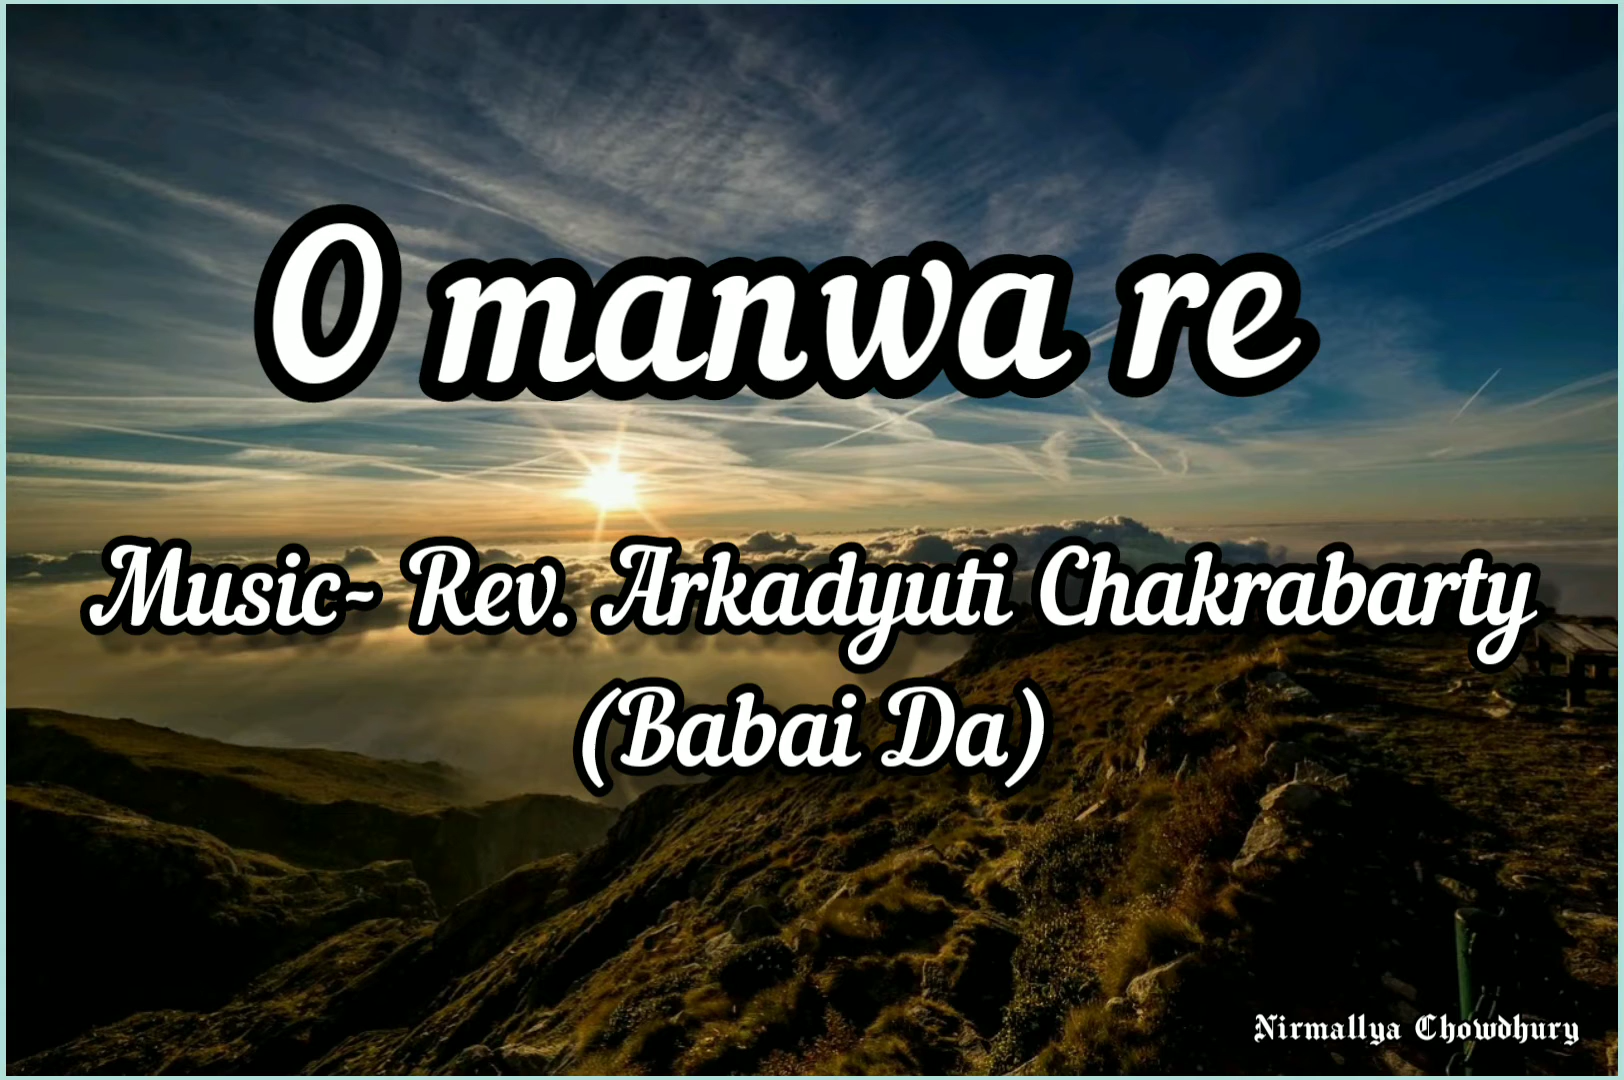 O manwa re
Music- Rev. Arkadyuti Chakrabarty
(Babai Da)
Nirmallya Chowdhury